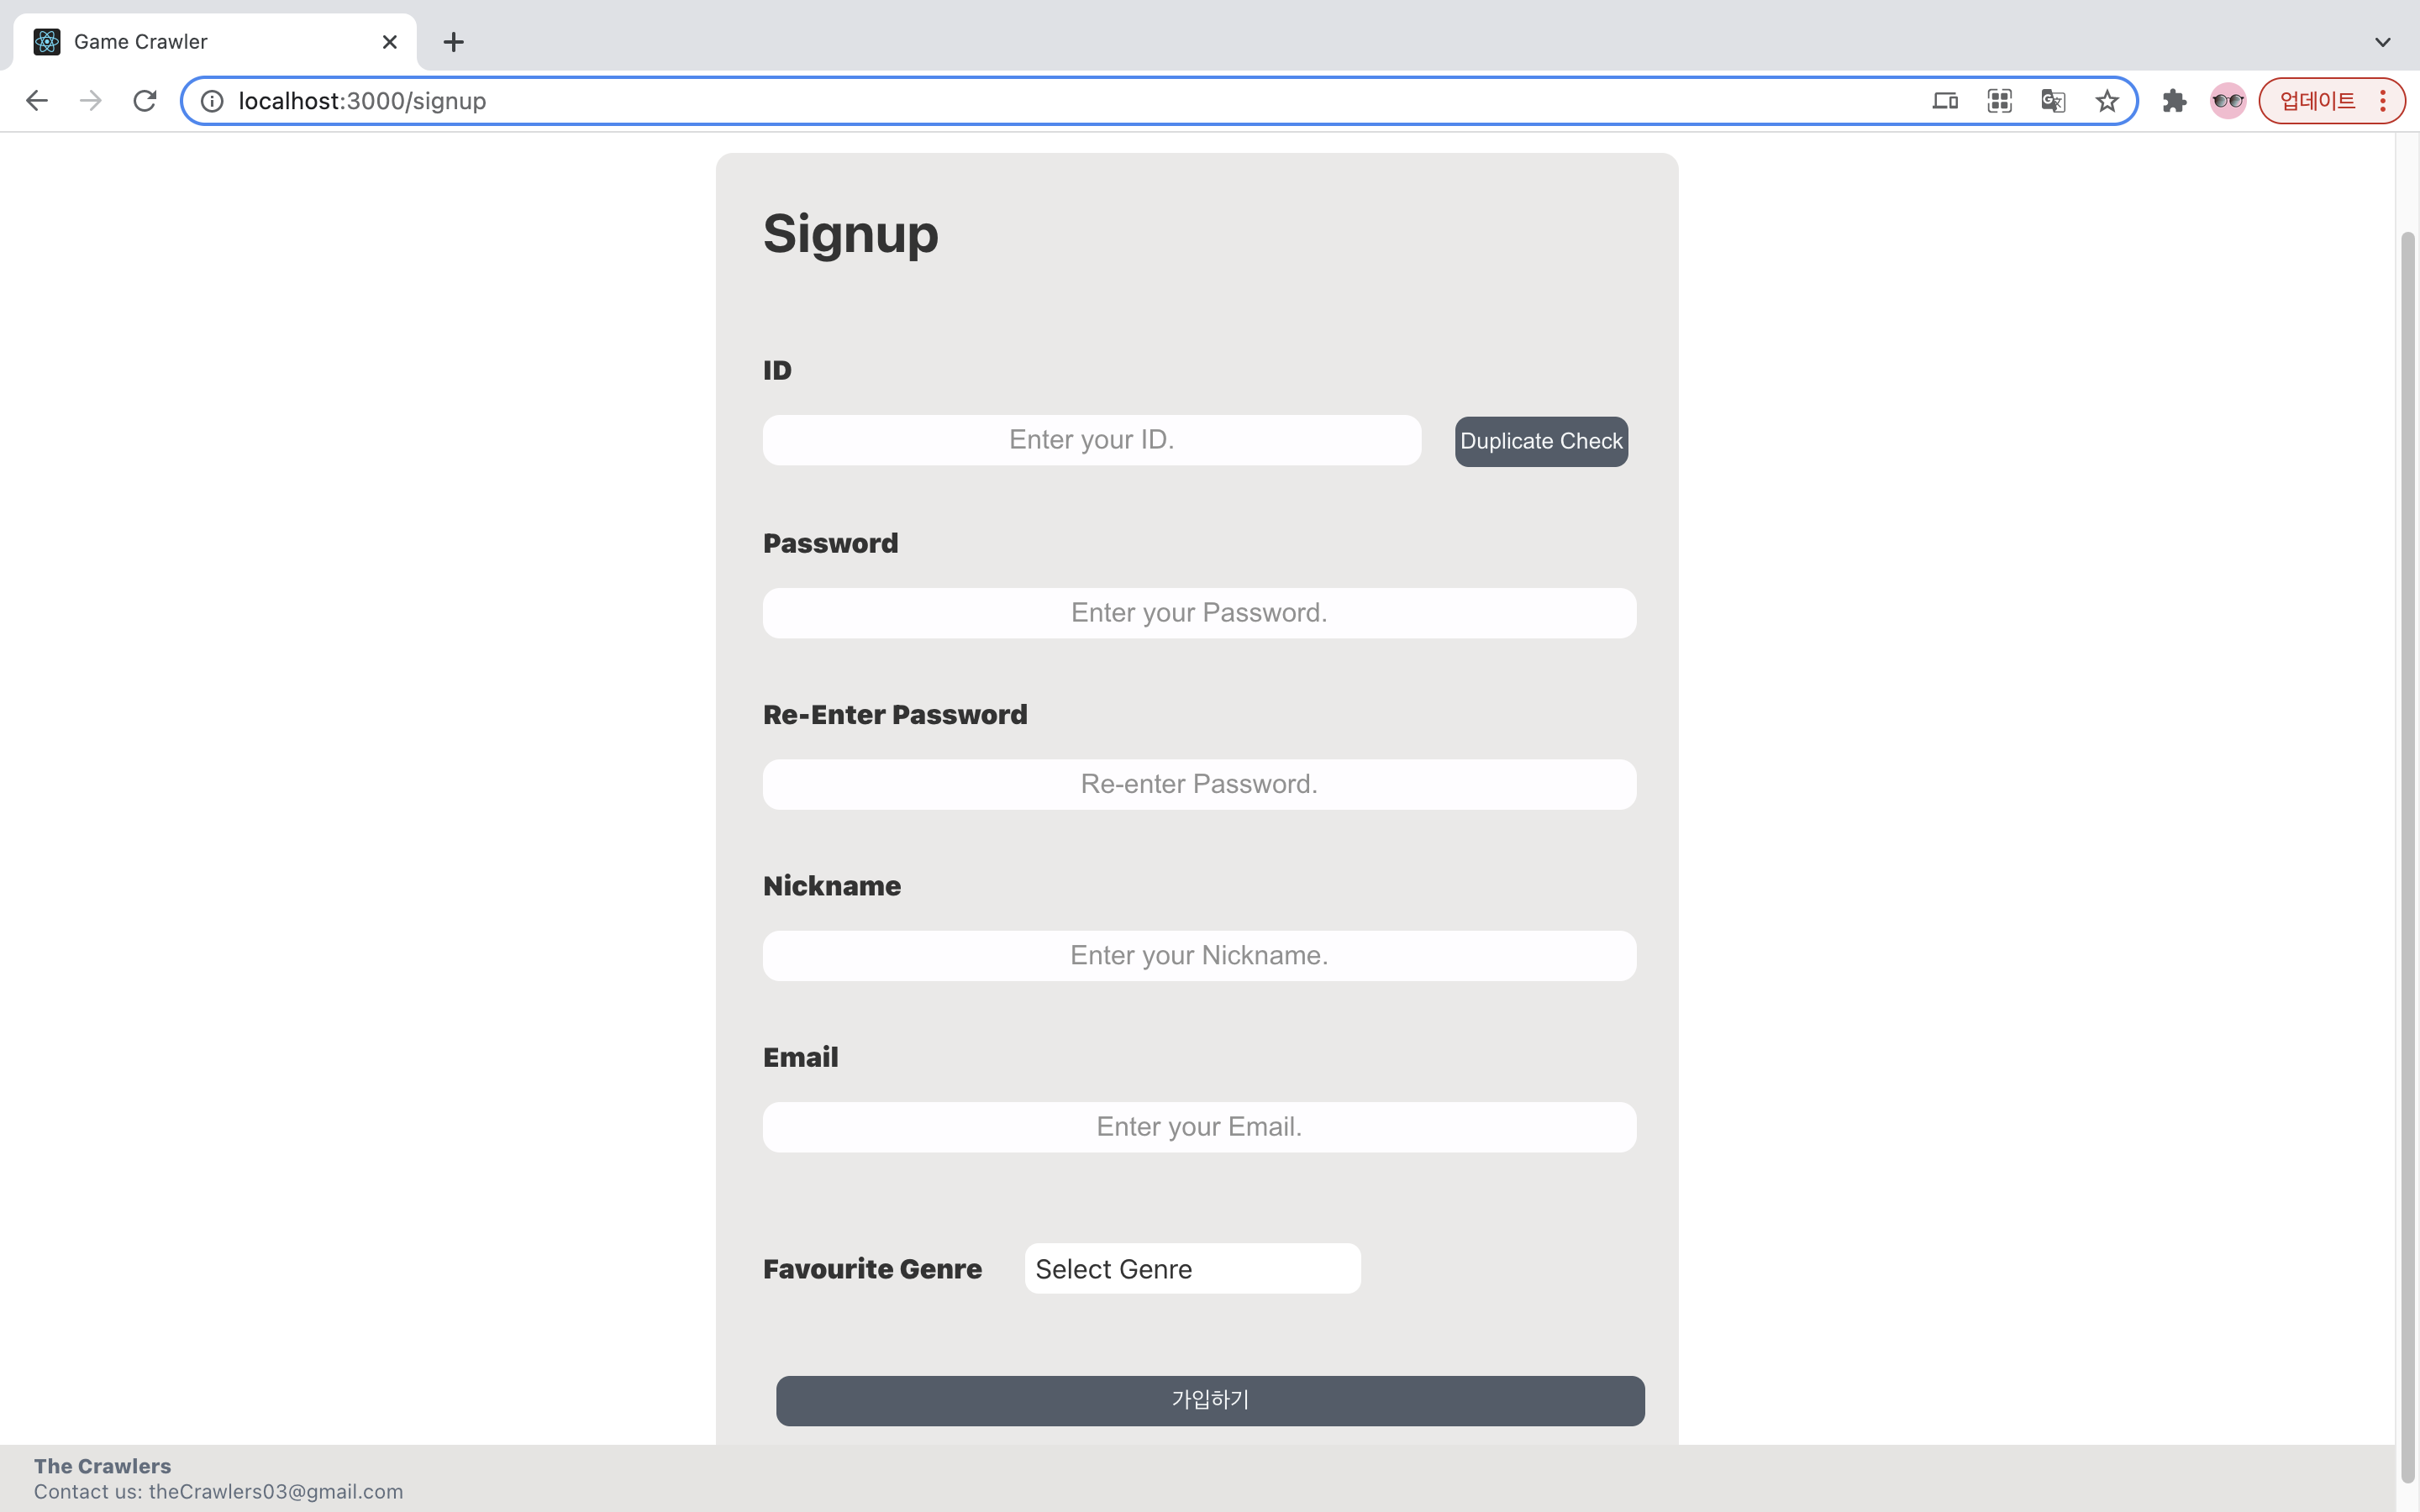 Game Crawler
localhost:3000/signup
업데이트
Signup
ID
Enter your ID.
Duplicate Check
Password
Enter your Password.
Re-Enter Password
Re-enter Password.
Nickname
Enter your Nickname.
Email
Enter your Email.
Favourite Genre
Select Genre
가입하기
The Crawlers
Contact us: theCrawlers03@gmail.com